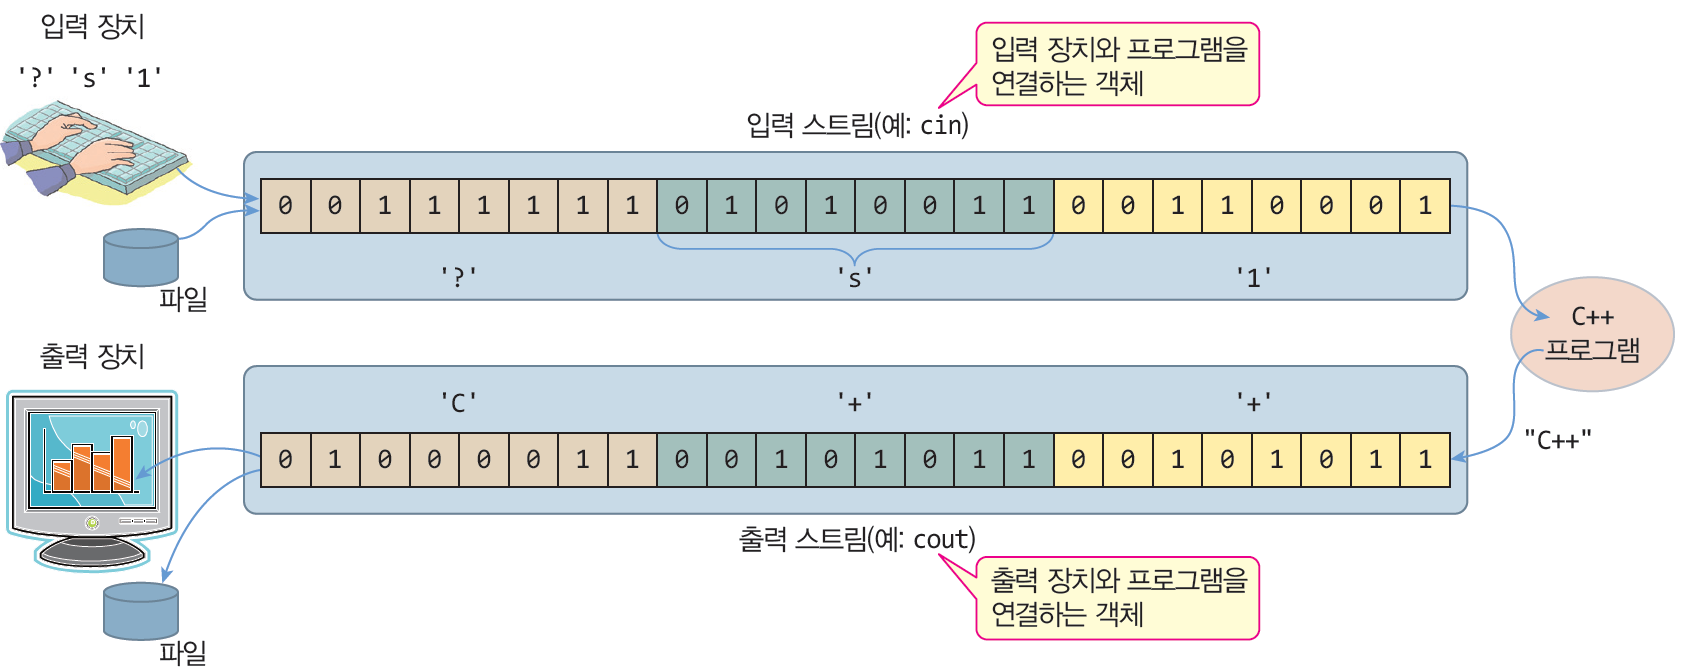 입력 장치
'?' 's' '1'
파일
입력 장치와 프로그램을
연결하는 객체
입력 스트림(예: cin)
0 0 1 1 1 1 1 1 0 1 0 1 0 0 1 1 0 0 1 1 0 0 0 1
'?' 's' '1'
C++
프로그램
"C++"
출력 장치
'C' '+' '+'
0 1 0 0 0 0 1 1 0 0 1 0 1 0 1 1 0 0 1 0 1 0 1 1
출력 스트림(예: cout)
출력 장치와 프로그램을
연결하는 객체
파일